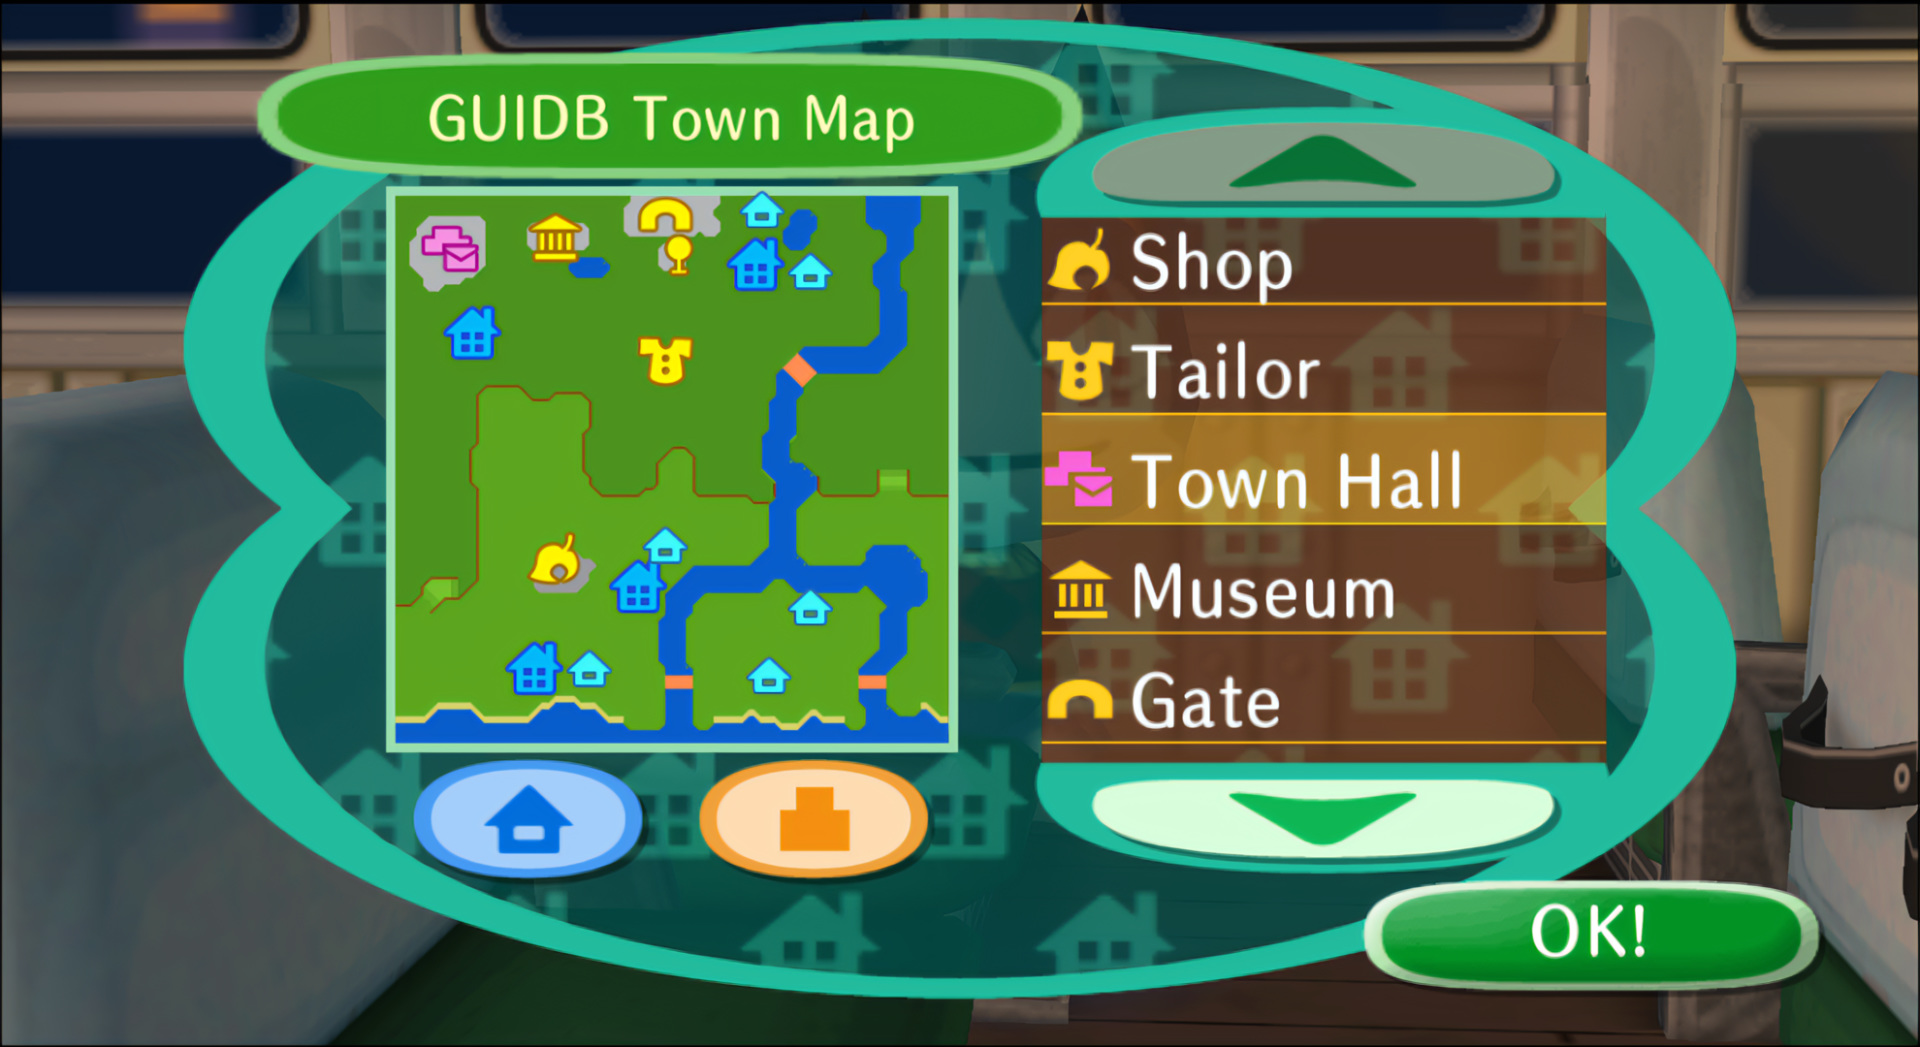 GUIDB Town Map
Shop
Tailor
Town Hall
Museum
Gate
OK!